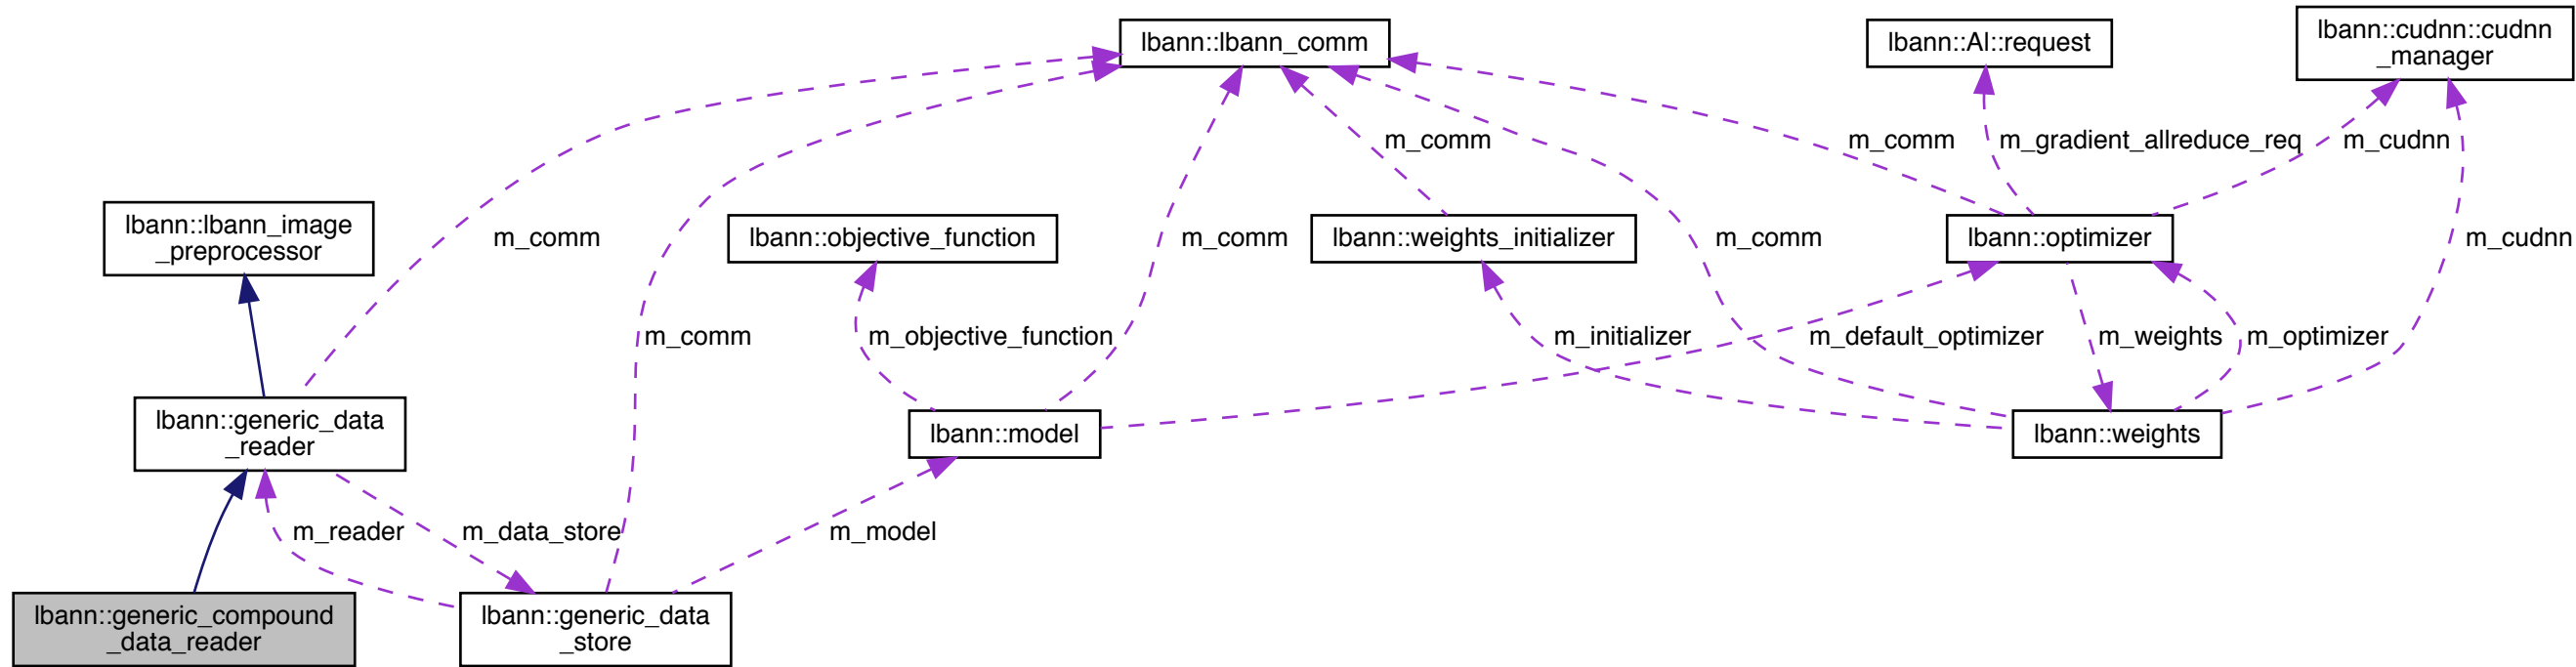 lbann::lbann_comm
lbann::Al::request
lbann::cudnn::cudnn
_manager
m_comm
m_comm
m_gradient_allreduce_req
m_cudnn
lbann::lbann_image
_preprocessor
m_comm
lbann::objective_function
m_comm
lbann::weights_initializer
m_comm
lbann::optimizer
m_cudnn
m_comm
m_objective_function
m_initializer
m_default_optimizer
m_weights
m_optimizer
lbann::generic_data
_reader
lbann::model
lbann::weights
m_reader
m_data_store
m_model
lbann::generic_compound
_data_reader
lbann::generic_data
_store